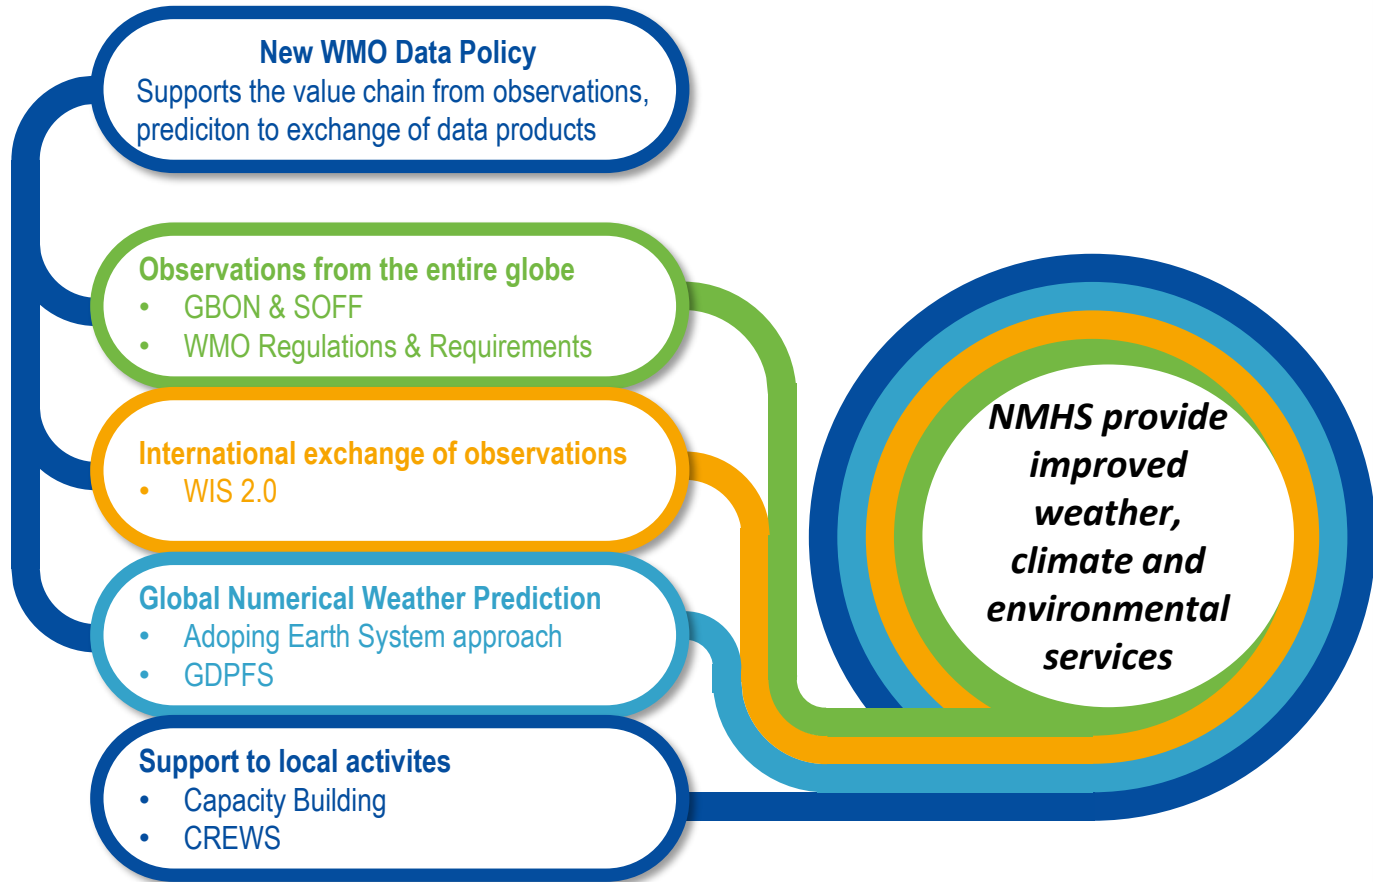 New WMO Data Policy
Supports the value chain from observations,
prediciton to exchange of data products
Observations from the entire globe
• GBON & SOFF
• WMO Regulations & Requirements
International exchange of observations
• WIS 2.0
Global Numerical Weather Prediction
• Adoping Earth System approach
• GDPFS
Support to local activites
• Capacity Building
• CREWS
NMHS provide
improved
weather,
climate and
environmental
services